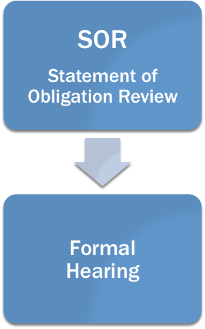 SOR
Statement of
Obligation Review
Formal
Hearing